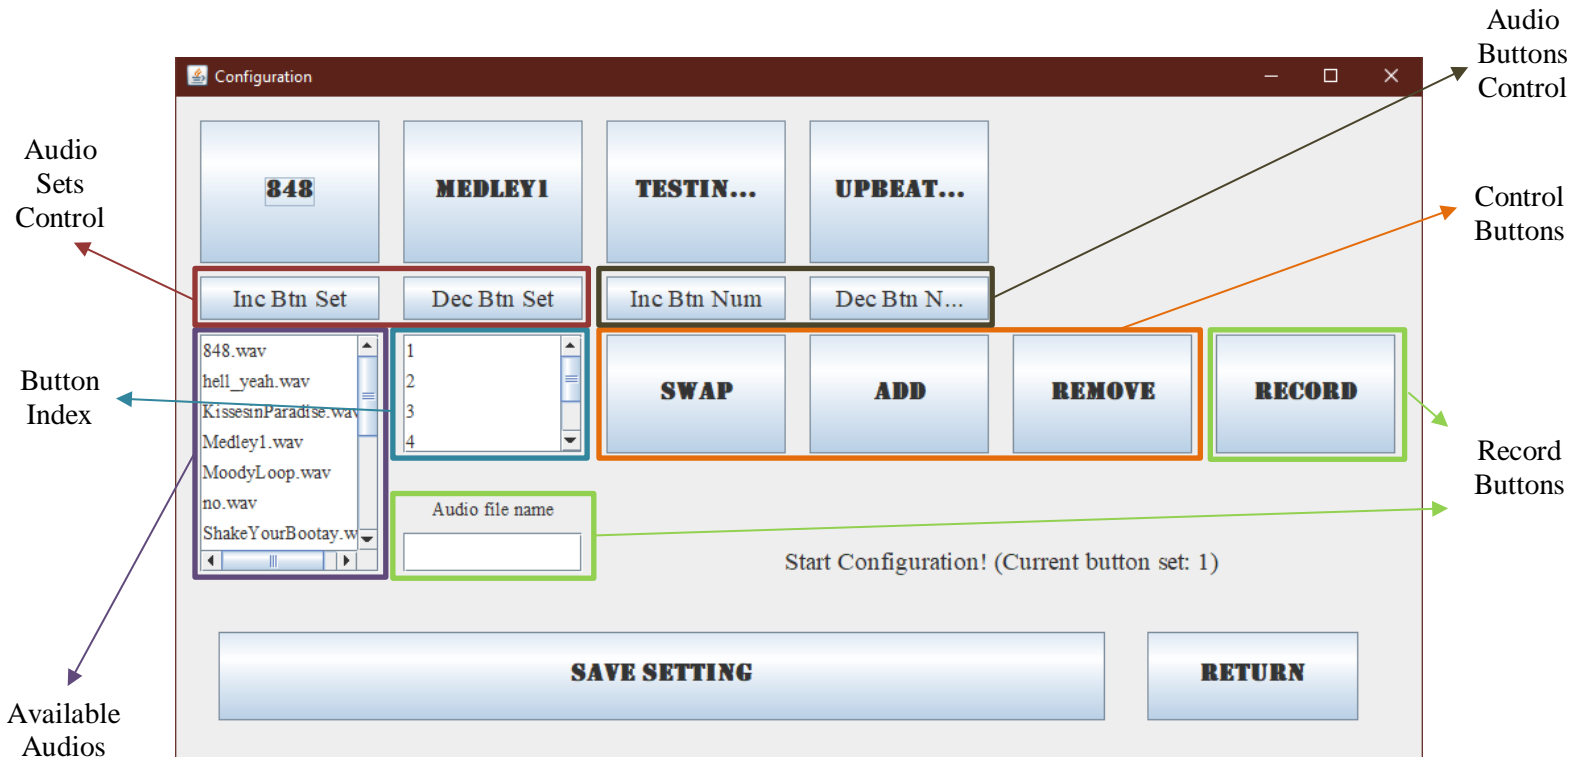 Audio
Buttons
Control
Configuration
Audio
Sets
Control
848
MEDLEY1
TESTIN...
UPBEAT...
Control
Buttons
Inc Btn Set
Dec Btn Set
Inc Btn Num
Dec Btn N...
848.wav
hell_yeah.wav
KissesinParadise.wav
Medley1.wav
MoodyLoop.wav
no.wav
ShakeYourBootay.w
1
2
3
4
SWAP
ADD
REMOVE
RECORD
Button
Index
Record
Buttons
Audio file name
Start Configuration! (Current button set: 1)
SAVE SETTING
RETURN
Available
Audios